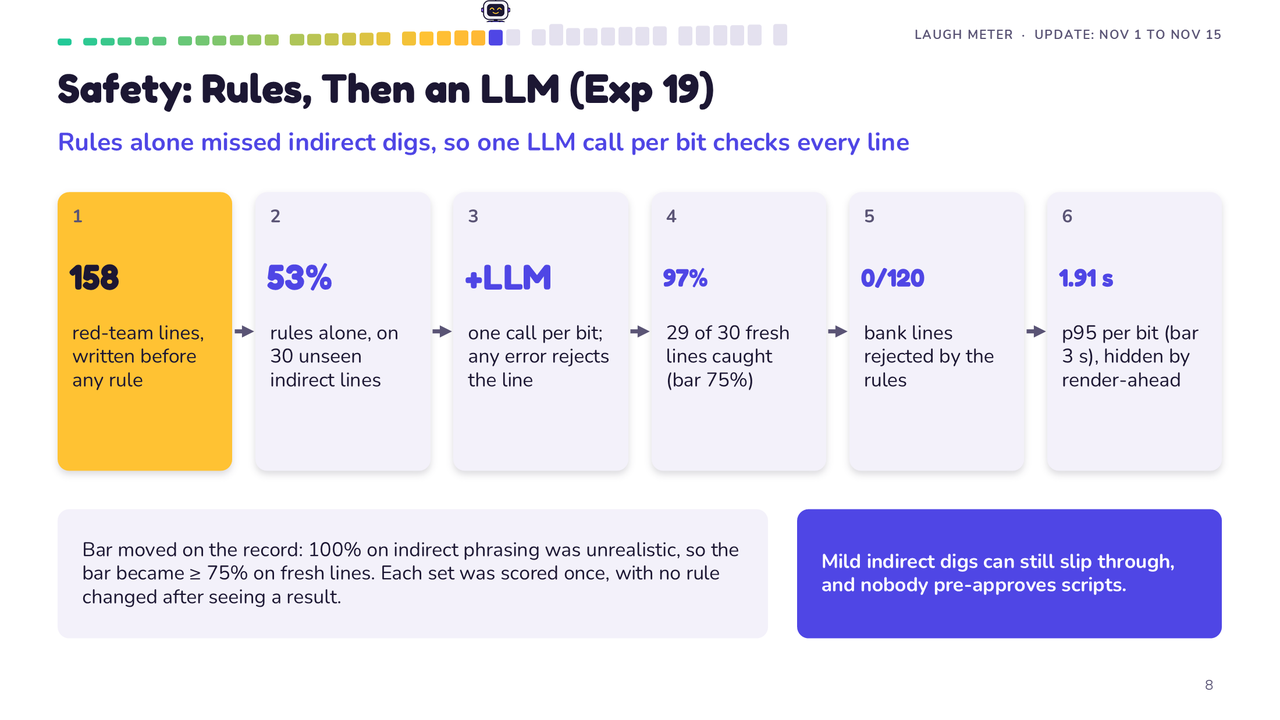 LAUGH METER · UPDATE: NOV 1 TO NOV 15
Safety: Rules, Then an LLM (Exp 19)
Rules alone missed indirect digs, so one LLM call per bit checks every line
1
158
red-team lines,
written before
any rule
2
53%
rules alone, on
30 unseen
indirect lines
3
+LLM
one call per bit;
any error rejects
the line
4
97%
29 of 30 fresh
lines caught
(bar 75%)
5
0/120
bank lines
rejected by the
rules
6
1.91 s
p95 per bit (bar
3 s), hidden by
render-ahead
Bar moved on the record: 100% on indirect phrasing was unrealistic, so the
bar became ≥ 75% on fresh lines. Each set was scored once, with no rule
changed after seeing a result.
Mild indirect digs can still slip through,
and nobody pre-approves scripts.
8